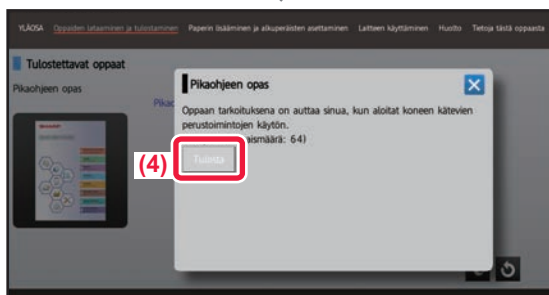 YLÄOSA Oppaiden lataaminen ja tulostaminen Paperin lisääminen ja alkuperäisten asettaminen Laitteen käyttäminen Huolto Tietoja tästä oppaasta
Tulostettavat oppaat
Pikaohjeen opas
Pikaohjeen opas
Oppaan tarkoituksena on auttaa sinua, kun aloitat koneen kätevien
perustoimintojen käytön.
64)
Tulosta
(4)